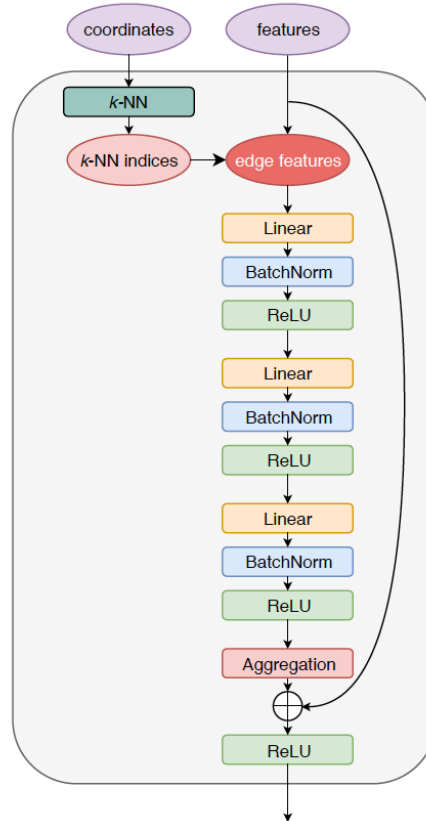 coordinates
features
k-NN
k-NN indices
edge features
Linear
BatchNorm
ReLU
Linear
BatchNorm
ReLU
Linear
BatchNorm
ReLU
Aggregation
ReLU